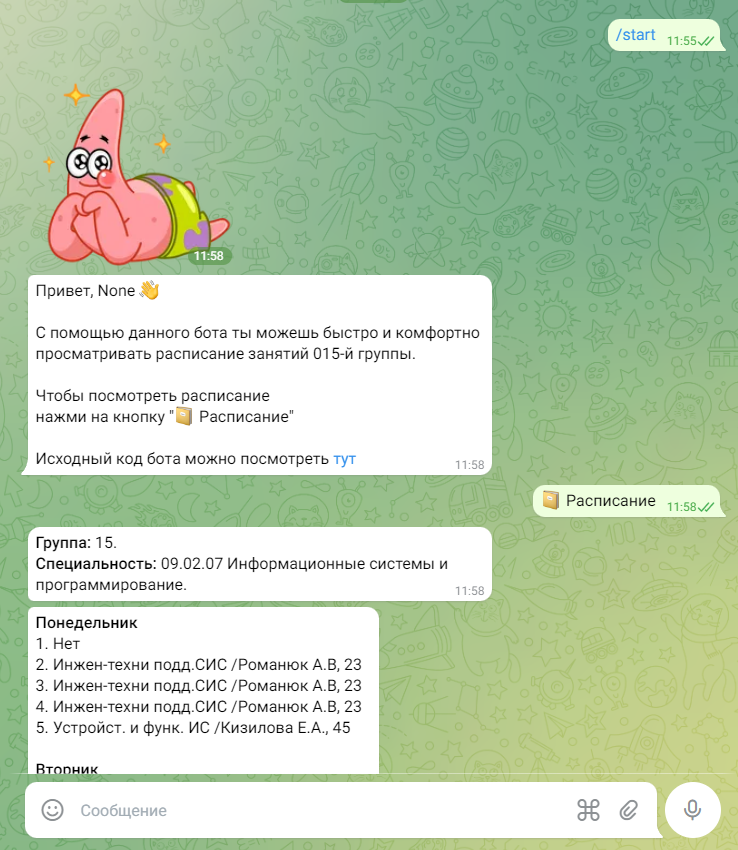 /start 11:55
11:58
Привет, None 👋
С помощью данного бота ты можешь быстро и комфортно
просматривать расписание занятий 015-й группы.
Чтобы посмотреть расписание
нажми на кнопку "📔 Расписание"
Исходный код бота можно посмотреть тут 11:58
📔 Расписание 11:58
Группа: 15.
Специальность: 09.02.07 Информационные системы и
программирование. 11:58
Понедельник
1. Нет
2. Инжен-техни подд.СИС /Романюк А.В, 23
3. Инжен-техни подд.СИС /Романюк А.В, 23
4. Инжен-техни подд.СИС /Романюк А.В, 23
5. Устройст. и функ. ИС /Кизилова Е.А., 45
Вторник
Сообщение